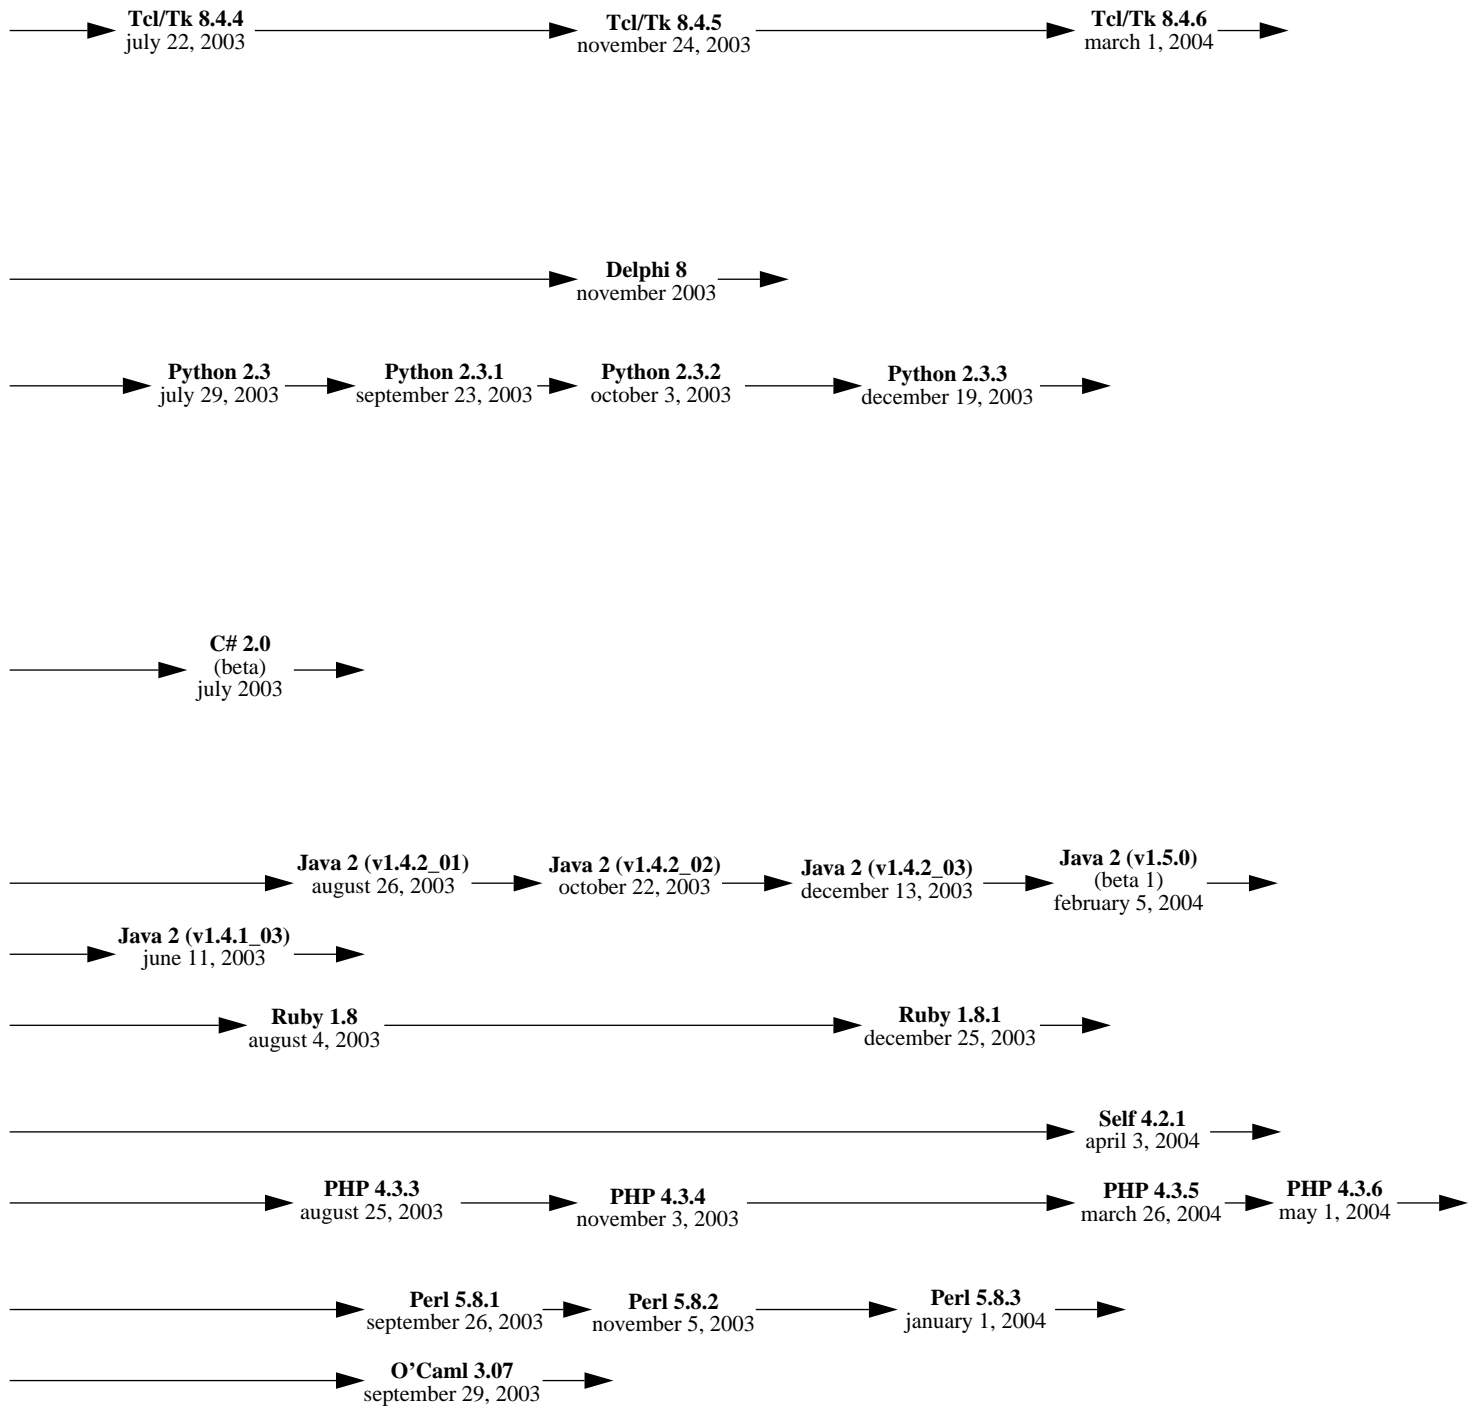 Tcl/Tk 8.4.4
july 22, 2003
Tcl/Tk 8.4.5
november 24, 2003
Tcl/Tk 8.4.6
march 1, 2004
Delphi 8
november 2003
Python 2.3
july 29, 2003
Python 2.3.1
september 23, 2003
Python 2.3.2
october 3, 2003
Python 2.3.3
december 19, 2003
C# 2.0
(beta)
july 2003
Java 2 (v1.4.2_01)
august 26, 2003
Java 2 (v1.4.2_02)
october 22, 2003
Java 2 (v1.4.2_03)
december 13, 2003
Java 2 (v1.5.0)
(beta 1)
february 5, 2004
Java 2 (v1.4.1_03)
june 11, 2003
Ruby 1.8
august 4, 2003
Ruby 1.8.1
december 25, 2003
Self 4.2.1
april 3, 2004
PHP 4.3.3
august 25, 2003
PHP 4.3.4
november 3, 2003
PHP 4.3.5
march 26, 2004
PHP 4.3.6
may 1, 2004
Perl 5.8.1
september 26, 2003
Perl 5.8.2
november 5, 2003
Perl 5.8.3
january 1, 2004
O’Caml 3.07
september 29, 2003